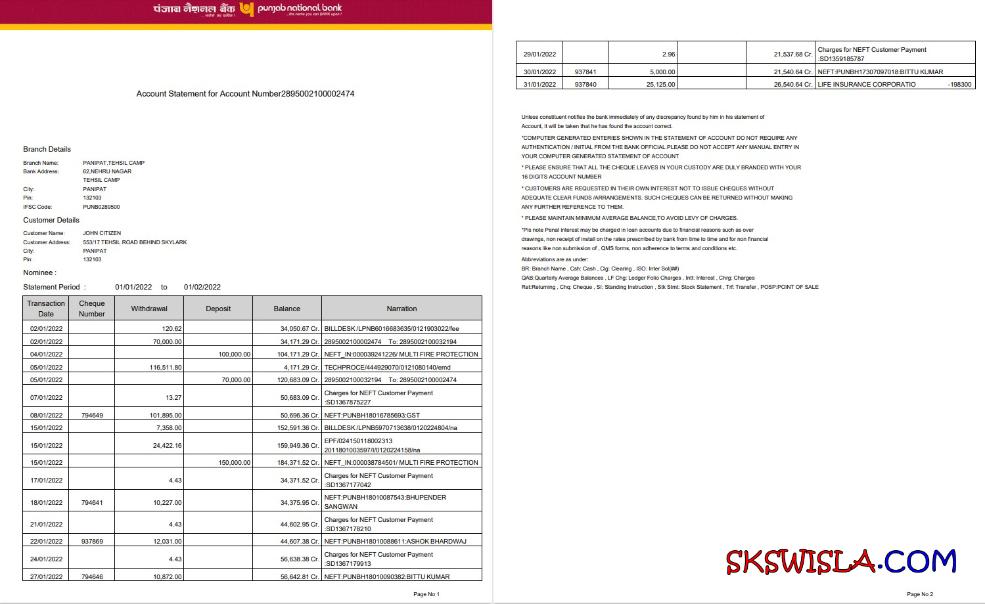 पंजाब नैशनल बैंक punjab national bank
...the name you can BANK upon!
Account Statement for Account Number2895002100002474
Branch Details
Branch Name: PANIPAT,TEHSIL CAMP
Bank Address: 02,NEHRU NAGAR
TEHSIL CAMP
City: PANIPAT
Pin: 132103
IFSC Code: PUNB0289500
Customer Details
Customer Name: JOHN CITIZEN
Customer Address: 553/17 TEHSIL ROAD BEHIND SKYLARK
City: PANIPAT
Pin: 132103
Nominee :
Statement Period : 01/01/2022 to 01/02/2022
Transaction Date Cheque Number Withdrawal Deposit Balance Narration
02/01/2022 120.62 34,050.67 Cr. BILLDESK./LPNB6016683635/0121903022/fee
02/01/2022 70,000.00 34,171.29 Cr. 2895002100002474 To: 2895002100032194
04/01/2022 100,000.00 104,171.29 Cr. NEFT_IN:000039241226/ MULTI FIRE PROTECTION
05/01/2022 116,511.80 4,171.29 Cr. TECHPROCE/444929070/0121080140/emd
05/01/2022 70,000.00 120,683.09 Cr. 2895002100032194 To: 2895002100002474
07/01/2022 13.27 50,683.09 Cr. Charges for NEFT Customer Payment
:SD1367875227
08/01/2022 794649 101,895.00 50,696.36 Cr. NEFT:PUNBH18016785693:GST
15/01/2022 7,358.00 152,591.36 Cr. BILLDESK./LPNB5970713638/0120224804/na
15/01/2022 24,422.16 159,949.36 Cr. EPF/024150118002313
2011801003597/I/0120224158/na
15/01/2022 150,000.00 184,371.52 Cr. NEFT_IN:000038784501/ MULTI FIRE PROTECTION
17/01/2022 4.43 34,371.52 Cr. Charges for NEFT Customer Payment
:SD1367177042
18/01/2022 794641 10,227.00 34,375.95 Cr. NEFT:PUNBH18010087543:BHUPENDER
SANGWAN
21/01/2022 4.43 44,602.95 Cr. Charges for NEFT Customer Payment
:SD1367178210
22/01/2022 937869 12,031.00 44,607.38 Cr. NEFT:PUNBH18010088611:ASHOK BHARDWAJ
24/01/2022 4.43 56,638.38 Cr. Charges for NEFT Customer Payment
:SD1367179913
27/01/2022 794646 10,872.00 56,642.81 Cr. NEFT:PUNBH18010090382:BITTU KUMAR
Page No 1
29/01/2022 2.96 21,537.68 Cr. Charges for NEFT Customer Payment
:SD1359185787
30/01/2022 937841 5,000.00 21,540.64 Cr. NEFT:PUNBH17307097018:BITTU KUMAR
31/01/2022 937840 25,125.00 26,540.64 Cr. LIFE INSURANCE CORPORATIO -198300
Unless constituent notifies the bank immediately of any discrepancy found by him in his statement of
Account, it will be taken that he has found the account correct.
*COMPUTER GENERATED ENTERIES SHOWN IN THE STATEMENT OF ACCOUNT DO NOT REQUIRE ANY
AUTHENTICATION / INITIAL FROM THE BANK OFFICIAL.PLEASE DO NOT ACCEPT ANY MANUAL ENTRY IN
YOUR COMPUTER GENERATED STATEMENT OF ACCOUNT
* PLEASE ENSURE THAT ALL THE CHEQUE LEAVES IN YOUR CUSTODY ARE DULY BRANDED WITH YOUR
16 DIGITS ACCOUNT NUMBER
* CUSTOMERS ARE REQUESTED IN THEIR OWN INTEREST NOT TO ISSUE CHEQUES WITHOUT
ADEQUATE CLEAR FUNDS /ARRANGEMENTS. SUCH CHEQUES CAN BE RETURNED WITHOUT MAKING
ANY FURTHER REFERENCE TO THEM.
* PLEASE MAINTAIN MINIMUM AVERAGE BALANCE,TO AVOID LEVY OF CHARGES.
*Pls note Penal Interest may be charged in loan accounts due to financial reasons such as over
drawings, non receipt of install on the rates prescribed by bank from time to time and for non financial
reasons like non submission of , QMS forms, non adherence to terms and conditions etc.
Abbreviations are as under:
BR: Branch Name , Csh: Cash , Clg: Clearing , ISO: Inter Sol(##)
QAB:Quarterly Average Balances , LF Chg: Ledger Folio Charges , Intt: Interest , Chrg: Charges
Ret:Returning , Chq: Cheque , SI: Standing Instruction , Stk Stmt: Stock Statement , Trf: Transfer , POSP:POINT OF SALE
SKSWISLA.COM
Page No 2